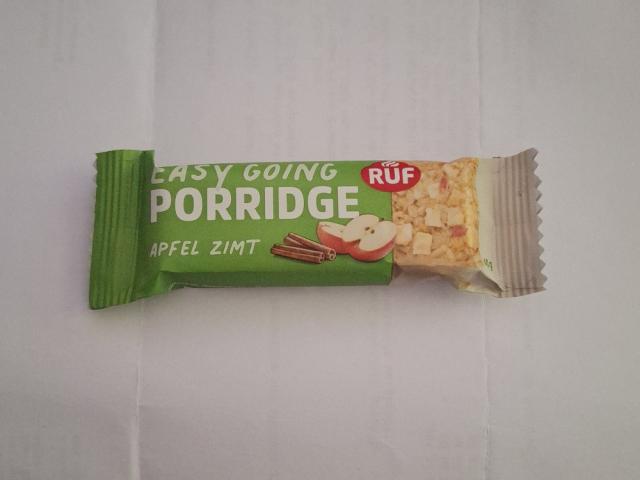 EASY GOING
PORRIDGE
APFEL ZIMT
RUF